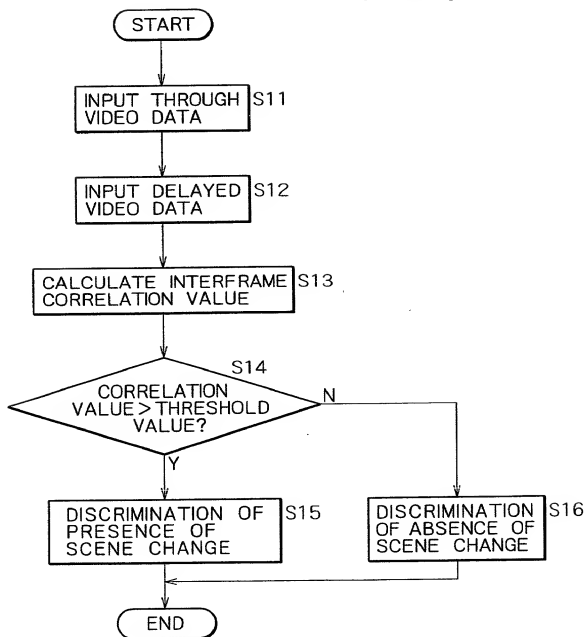 START
INPUT THROUGH
VIDEO DATA
S11
INPUT DELAYED
VIDEO DATA
S12
CALCULATE INTERFRAME
CORRELATION VALUE
S13
S14
CORRELATION
VALUE>THRESHOLD
VALUE?
N
Y
DISCRIMINATION OF
PRESENCE OF
SCENE CHANGE
S15
DISCRIMINATION
OF ABSENCE OF
SCENE CHANGE
S16
END